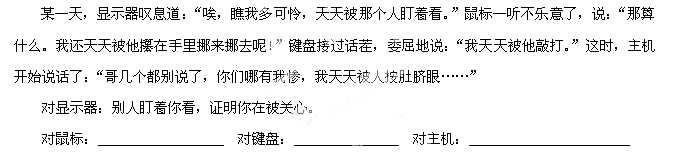 某一天，显示器叹息道：“唉，瞧我多可怜，天天被那个人盯着看。”鼠标一听不乐意了，说：“那算
什么。我还天天被他攥在手里挪来挪去呢！”键盘接过话茬，委屈地说：“我天天被他敲打。”这时，主机
开始说话了：“哥几个都别说了，你们哪有我惨，我天天被人按肚脐眼……”
对显示器：别人盯着你看，证明你在被关心。
对鼠标：____________________ 对键盘：________________ 对主机：________________________